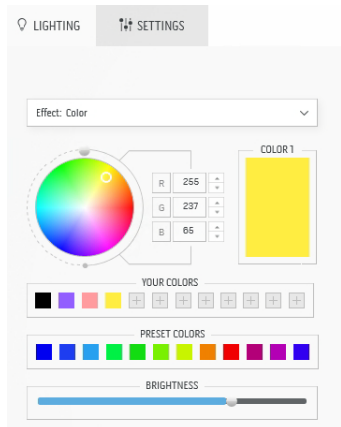 LIGHTING
SETTINGS
Effect: Color
COLOR 1
R 255
G 237
B 65
YOUR COLORS
PRESET COLORS
BRIGHTNESS